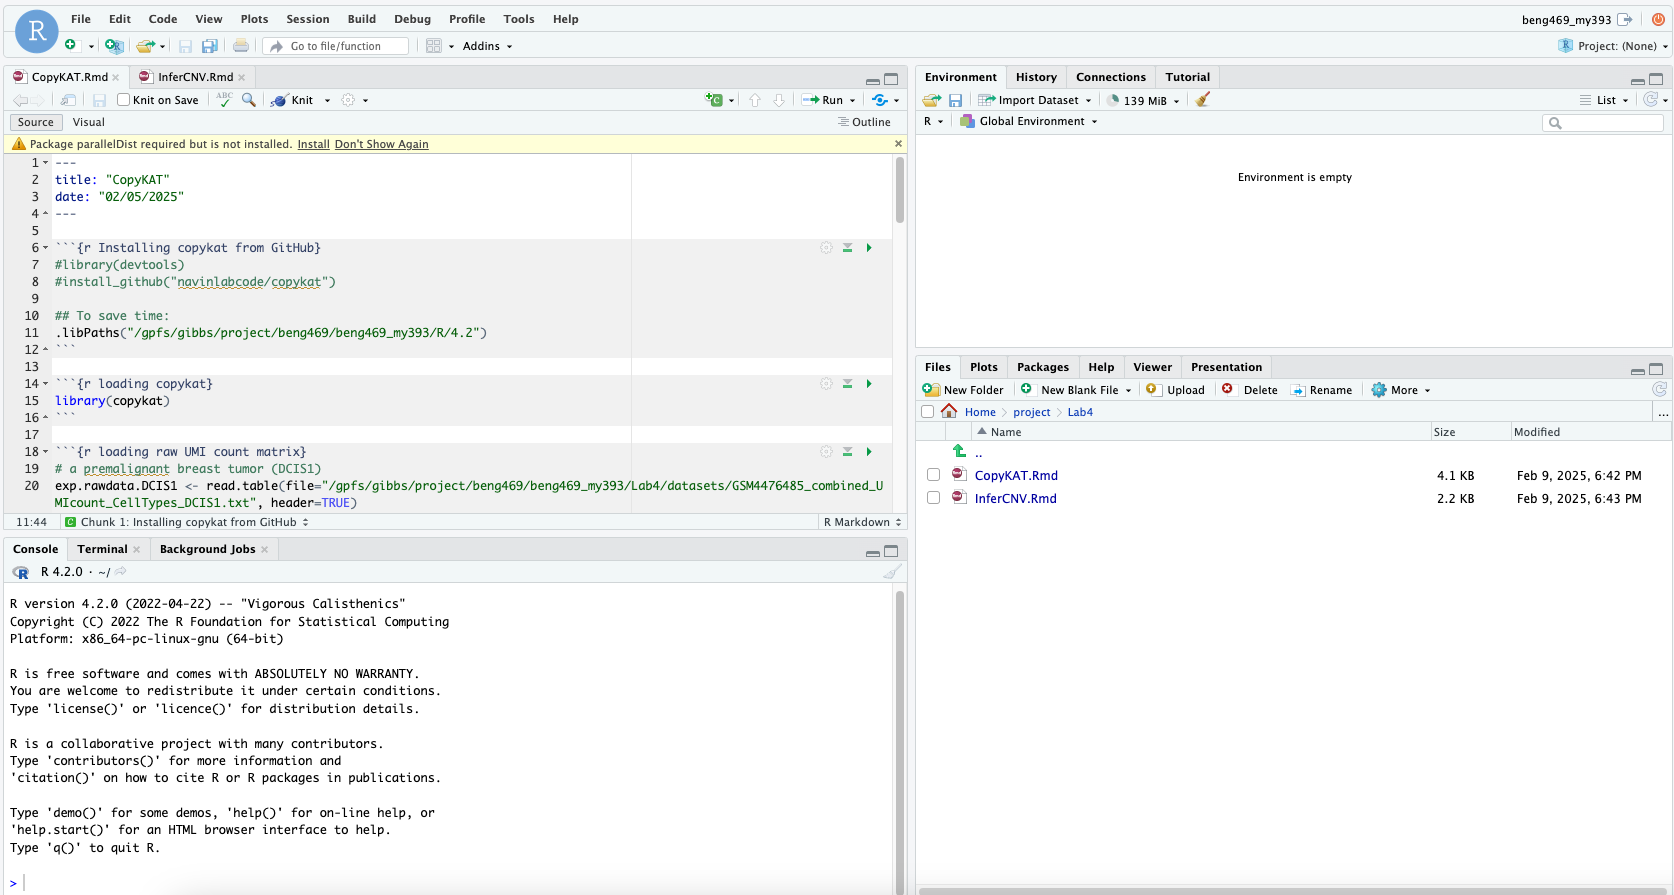 File Edit Code View Plots Session Build Debug Profile Tools Help
beng469_my393
R
Go to file/function
Addins
Project: (None)
CopyKAT.Rmd
InferCNV.Rmd
Knit on Save
ABC
Knit
Run
Source Visual
Outline
Package parallelDist required but is not installed. Install Don't Show Again
1 ---
2 title: "CopyKAT"
3 date: "02/05/2025"
4 ---
5
6 ```{r Installing copykat from GitHub}
7 #library(devtools)
8 #install_github("navinlabcode/copykat")
9
10 ## To save time:
11 .libPaths("/gpfs/gibbs/project/beng469/beng469_my393/R/4.2")
12 ```
13
14 ```{r loading copykat}
15 library(copykat)
16 ```
17
18 ```{r loading raw UMI count matrix}
19 # a premalignant breast tumor (DCIS1)
20 exp.rawdata.DCIS1 <- read.table(file="/gpfs/gibbs/project/beng469/beng469_my393/Lab4/datasets/GSM4476485_combined_U
MIcount_CellTypes_DCIS1.txt", header=TRUE)
11:44 Chunk 1: Installing copykat from GitHub
R Markdown
Console Terminal Background Jobs
R 4.2.0 · ~/
R version 4.2.0 (2022-04-22) -- "Vigorous Calisthenics"
Copyright (C) 2022 The R Foundation for Statistical Computing
Platform: x86_64-pc-linux-gnu (64-bit)
R is free software and comes with ABSOLUTELY NO WARRANTY.
You are welcome to redistribute it under certain conditions.
Type 'license()' or 'licence()' for distribution details.
R is a collaborative project with many contributors.
Type 'contributors()' for more information and
'citation()' on how to cite R or R packages in publications.
Type 'demo()' for some demos, 'help()' for on-line help, or
'help.start()' for an HTML browser interface to help.
Type 'q()' to quit R.
>
Environment History Connections Tutorial
Import Dataset
139 MiB
List
R
Global Environment
Environment is empty
Files Plots Packages Help Viewer Presentation
New Folder New Blank File Upload Delete Rename More
Home project Lab4
...
Name Size Modified
..
CopyKAT.Rmd 4.1 KB Feb 9, 2025, 6:42 PM
InferCNV.Rmd 2.2 KB Feb 9, 2025, 6:43 PM